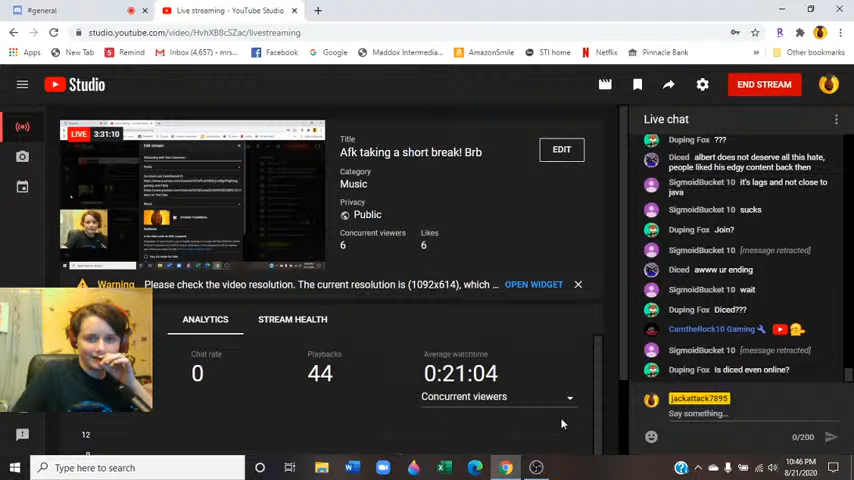 #general
Live streaming - YouTube Studio
studio.youtube.com/video/HvhXB8cSZac/livestreaming
Apps
New Tab
Remind
Inbox (4,657) - mrs...
Facebook
Google
Maddox Intermedia...
AmazonSmile
STI home
Netflix
Pinnacle Bank
Other bookmarks
Studio
END STREAM
LIVE 3:31:10
Title
Afk taking a short break! Brb
EDIT
Category
Music
Privacy
Public
Concurrent viewers
6
Likes
6
Warning Please check the video resolution. The current resolution is (1092x614), which ...
OPEN WIDGET
ANALYTICS
STREAM HEALTH
Chat rate
0
Playbacks
44
Average watchtime
0:21:04
Concurrent viewers
12
Live chat
Duping Fox ???
Diced albert does not deserve all this hate,
people liked his edgy content back then
SigmoidBucket 10 it's lags and not close to
java
SigmoidBucket 10 sucks
Duping Fox Join?
SigmoidBucket 10 [message retracted]
Diced awww ur ending
SigmoidBucket 10 wait
Duping Fox Diced???
CamtheRock10 Gaming
SigmoidBucket 10 [message retracted]
Duping Fox Is diced even online?
jackattack7895
Say something...
0/200
Type here to search
10:46 PM
8/21/2020